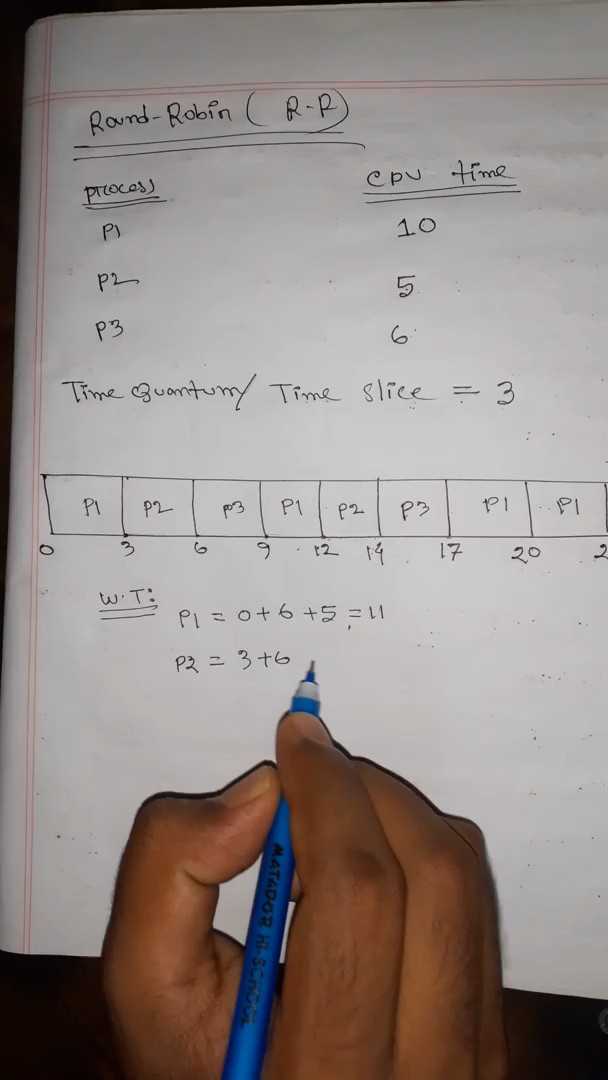 Round-Robin ( R-R)
process CPU time
P1 10
P2 5
P3 6
Time Quantum/ Time slice = 3
P1 P2 P3 P1 P2 P3 P1 P1
0 3 6 9 12 14 17 20 2
W.T:
P1 = 0+6+5=11
P2 = 3+6
MATADOR HI-SCHOOL